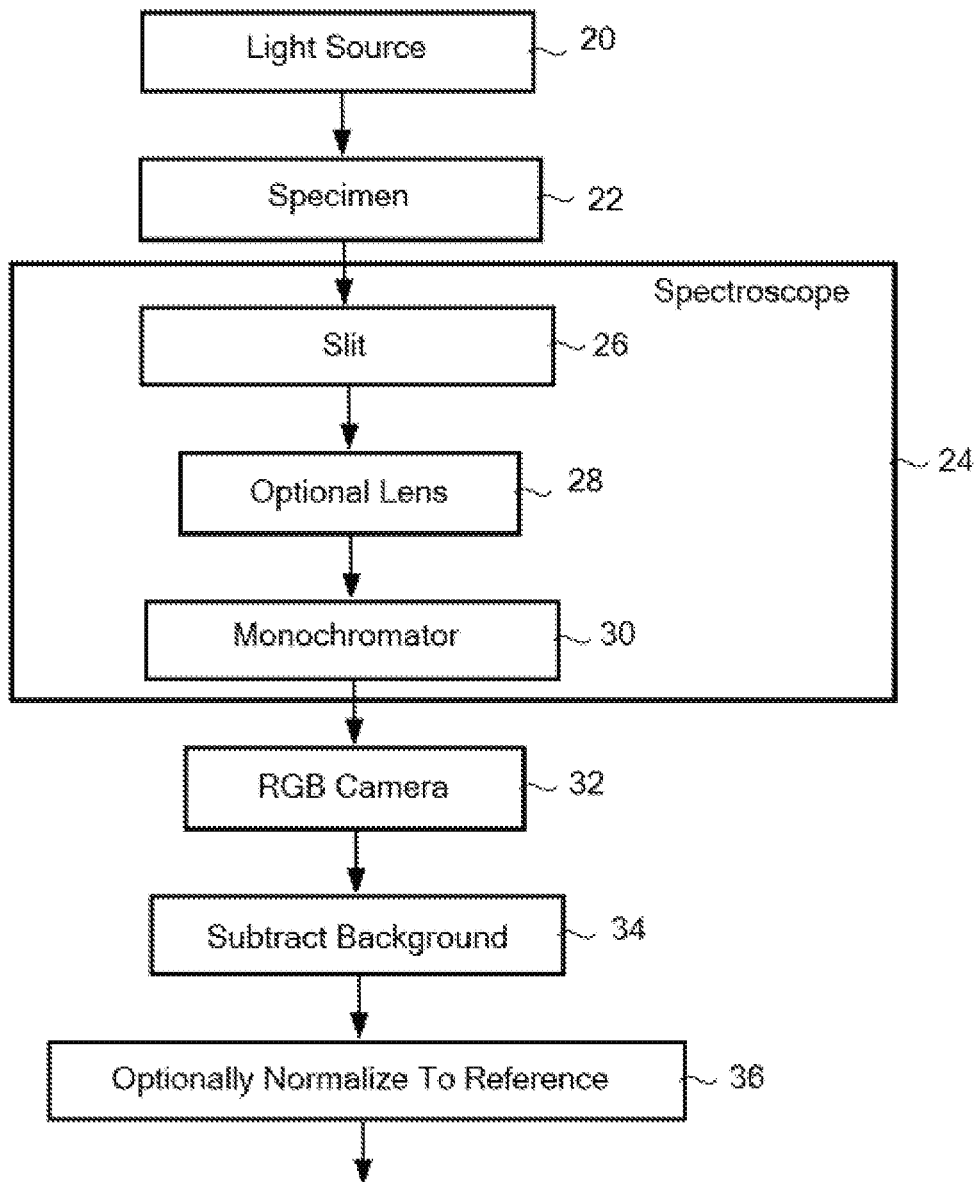 Light Source
20
Specimen
22
Spectroscope
Slit
26
24
Optional Lens
28
Monochromator
30
RGB Camera
32
Subtract Background
34
Optionally Normalize To Reference
36